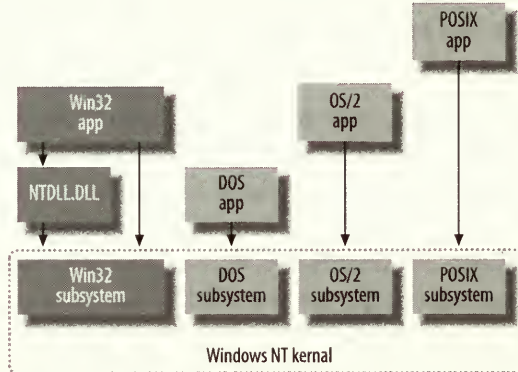 POSIX
app
Win32
app
OS/2
app
NTDLL.DLL
DOS
app
Win32
subsystem
DOS
subsystem
OS/2
subsystem
POSIX
subsystem
Windows NT kernal